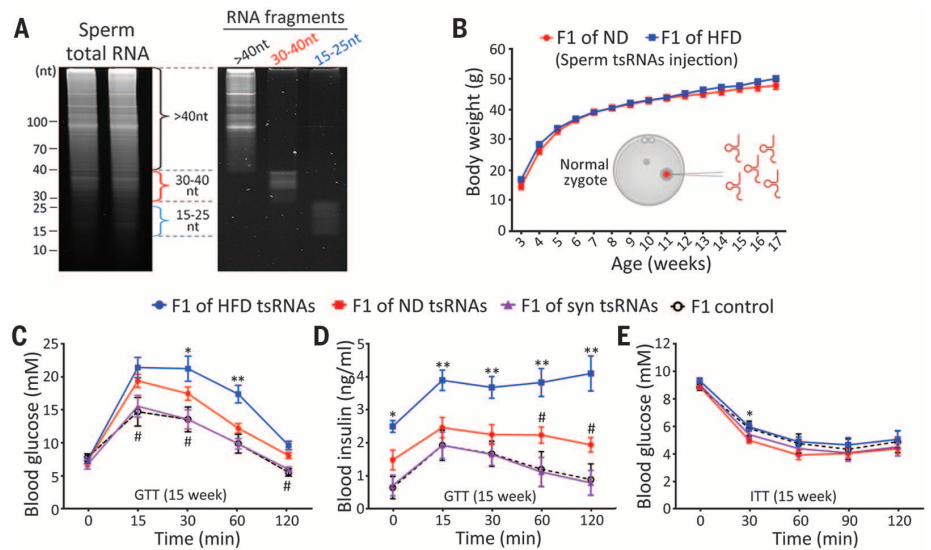 A
Sperm
total RNA
RNA fragments
>40nt
30-40nt
15-25nt
(nt)
100
70
40
30
25
15
10
>40nt
30-40
nt
15-25
nt
B
F1 of ND
F1 of HFD
(Sperm tsRNAs injection)
Body weight (g)
60
50
40
30
20
10
0
Normal
zygote
3 4 5 6 7 8 9 10 11 12 13 14 15 16 17
Age (weeks)
F1 of HFD tsRNAs
F1 of ND tsRNAs
F1 of syn tsRNAs
F1 control
C
Blood glucose (mM)
25
20
15
10
5
0
*
**
#
#
#
GTT (15 week)
0 15 30 60 120
Time (min)
D
Blood insulin (ng/ml)
5
4
3
2
1
0
*
**
**
**
**
#
#
GTT (15 week)
0 15 30 60 120
Time (min)
E
Blood glucose (mM)
12
10
8
6
4
2
0
*
ITT (15 week)
0 30 60 90 120
Time (min)